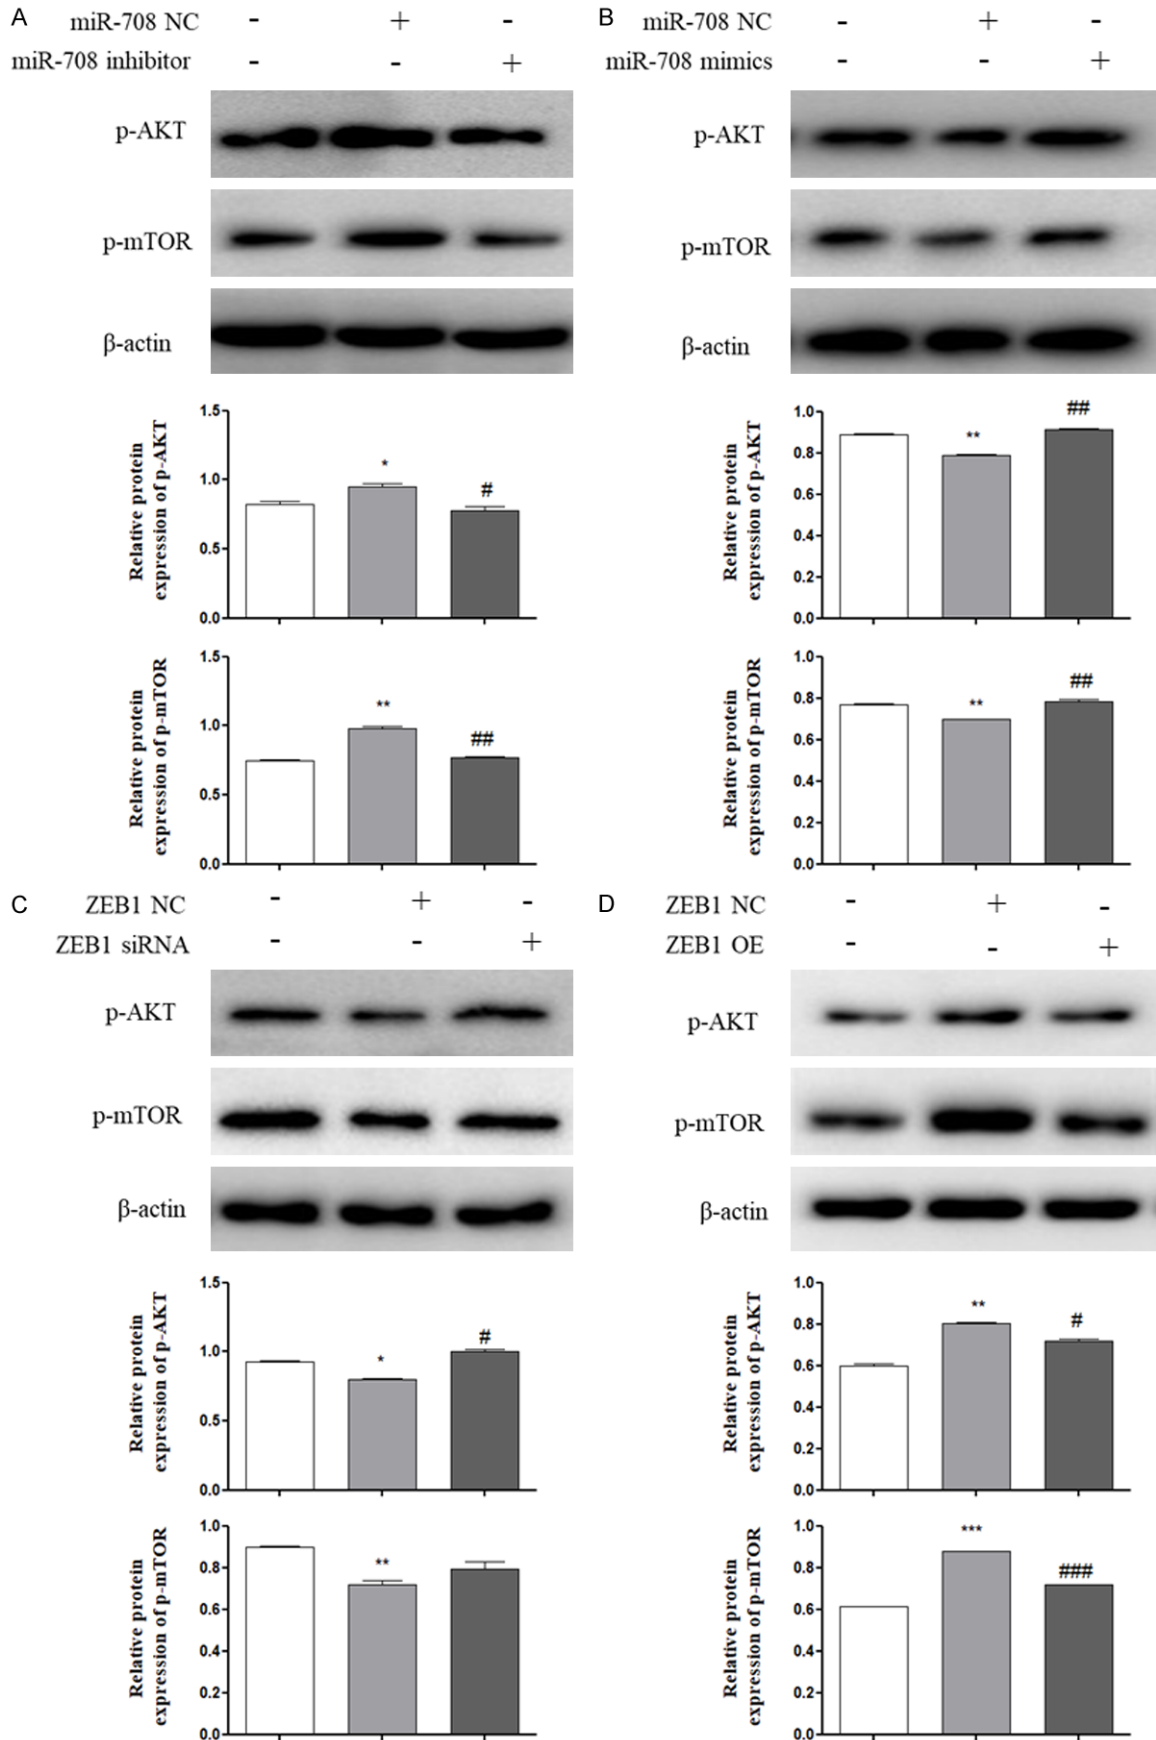 A
miR-708 NC - + -
miR-708 inhibitor - - +
p-AKT
p-mTOR
β-actin
Relative protein
expression of p-AKT
1.5
1.0
0.5
0.0
*
#
Relative protein
expression of p-mTOR
1.5
1.0
0.5
0.0
**
##
B
miR-708 NC - + -
miR-708 mimics - - +
p-AKT
p-mTOR
β-actin
Relative protein
expression of p-AKT
1.0
0.8
0.6
0.4
0.2
0.0
**
##
Relative protein
expression of p-mTOR
1.0
0.8
0.6
0.4
0.2
0.0
**
##
C
ZEB1 NC - + -
ZEB1 siRNA - - +
p-AKT
p-mTOR
β-actin
Relative protein
expression of p-AKT
1.5
1.0
0.5
0.0
*
#
Relative protein
expression of p-mTOR
1.0
0.8
0.6
0.4
0.2
0.0
**
D
ZEB1 NC - + -
ZEB1 OE - - +
p-AKT
p-mTOR
β-actin
Relative protein
expression of p-AKT
1.0
0.8
0.6
0.4
0.2
0.0
**
#
Relative protein
expression of p-mTOR
1.0
0.8
0.6
0.4
0.2
0.0
***
###